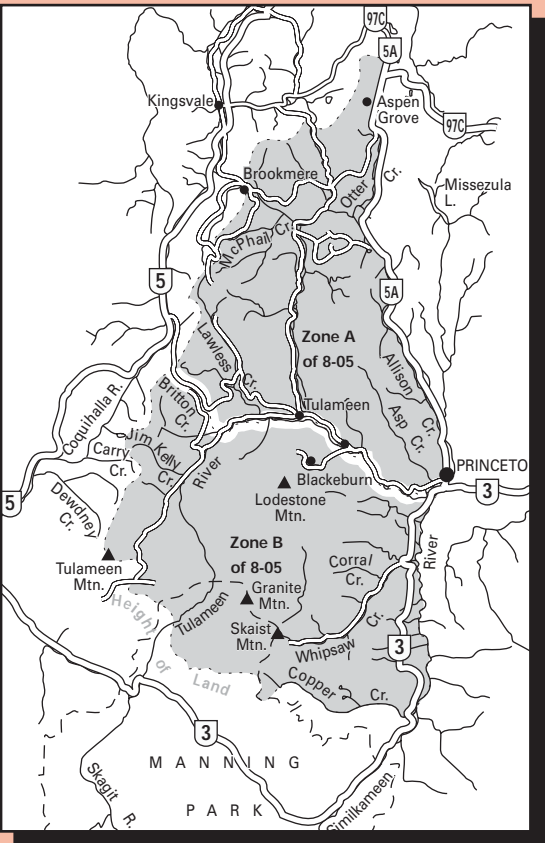 97C
5A
Kingsvale
Aspen
Grove
97C
Brookmere
Otter Cr.
Missezula
L.
McPhail Cr.
5
5A
Zone A
of 8-05
Lawless Cr.
Allison Cr.
Britton
Cr.
Tulameen
Asp Cr.
Coquihalla R.
Jim Kelly
Cr.
Carry
Cr.
River
PRINCETO
Blackeburn
3
5
Dewdney
Cr.
Lodestone
Mtn.
Zone B
of 8-05
River
Corral
Cr.
Tulameen
Mtn.
Granite
Mtn.
Height of Land
Tulameen
Skaist
Mtn.
Whipsaw Cr.
3
Copper Cr.
3
MANNING
PARK
Skagit R.
Similkameen